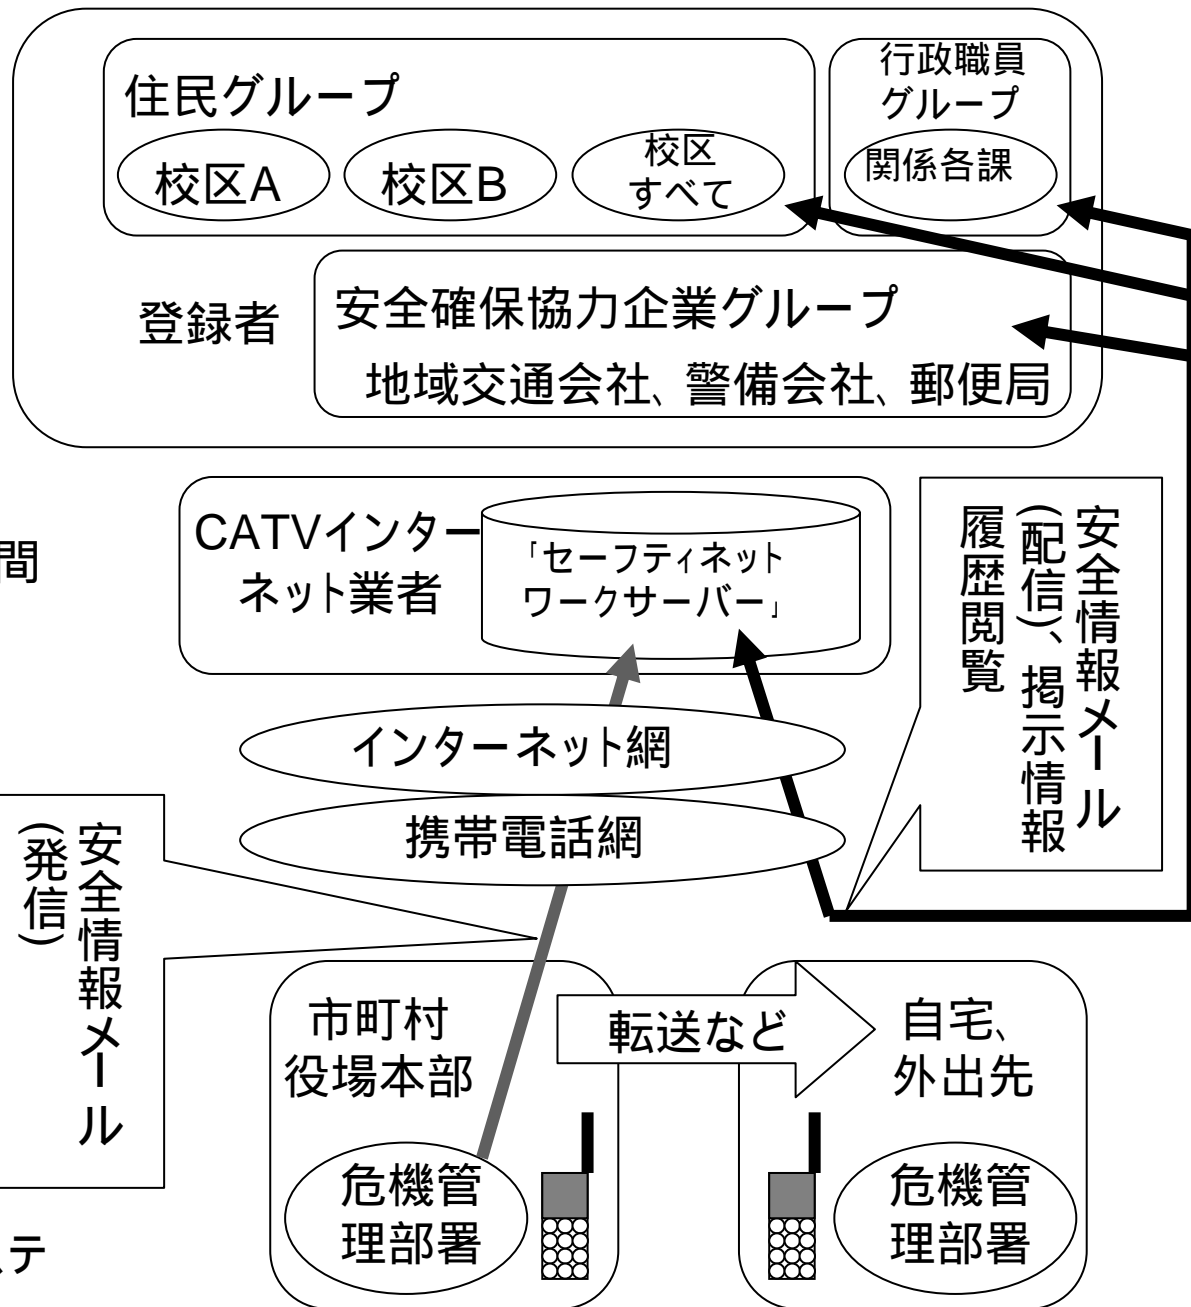 住民グループ
校区A
校区B
校区
すべて
行政職員
グループ
関係各課
登録者
安全確保協力企業グループ
地域交通会社、警備会社、郵便局
間
CATVインター
ネット業者
「セーフティネット
ワークサーバー」
安全情報メール
(配信)、掲示情報
履歴閲覧
インターネット網
携帯電話網
安全情報メール
(発信)
市町村
役場本部
転送など
自宅、
外出先
危機管
理部署
危機管
理部署
テ